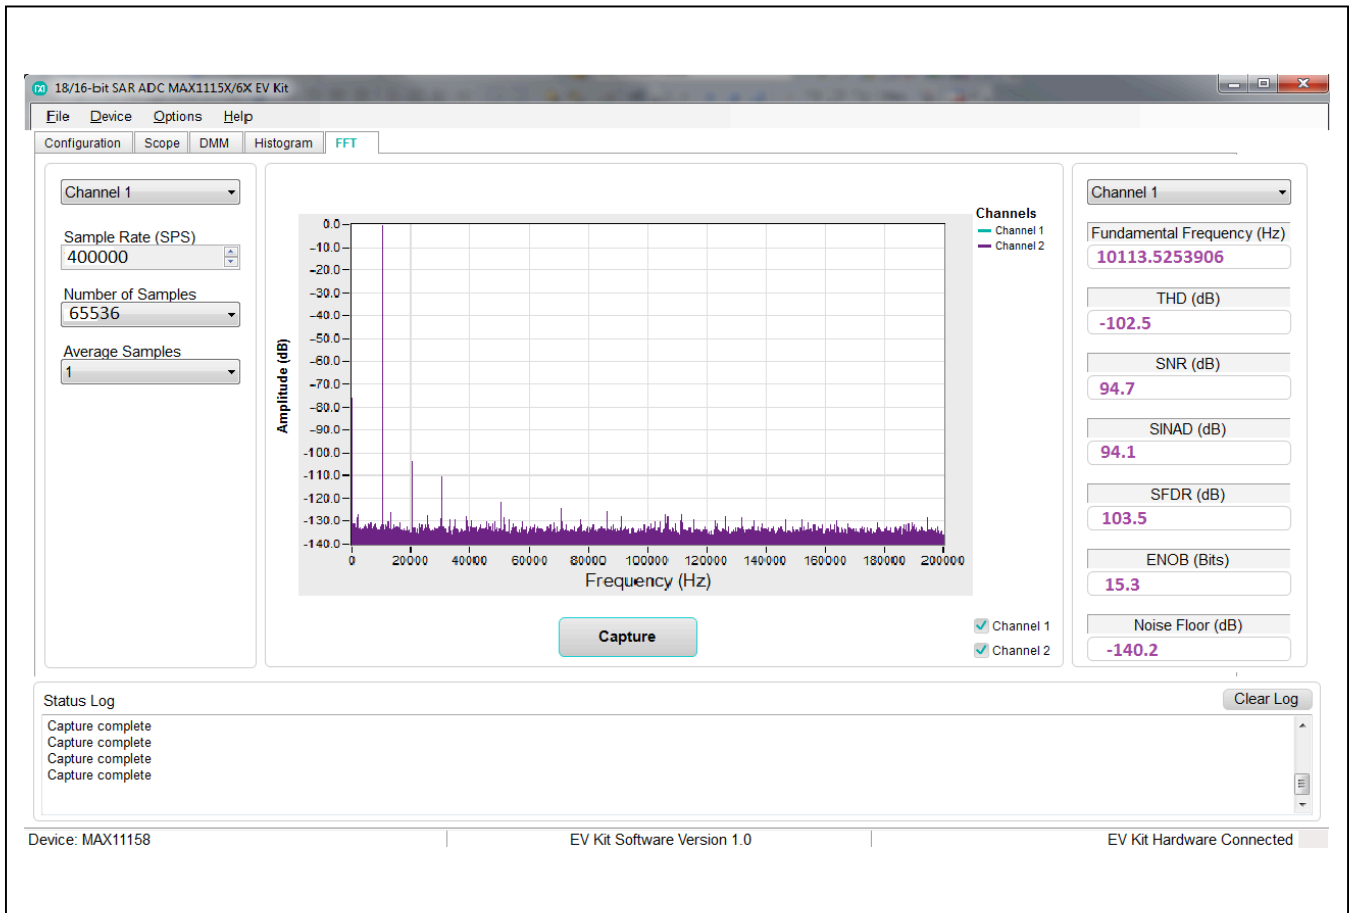 18/16-bit SAR ADC MAX1115X/6X EV Kit
File Device Options Help
Configuration Scope DMM Histogram FFT
Channel 1
Sample Rate (SPS)
400000
Number of Samples
65536
Average Samples
1
Amplitude (dB)
0.0
-10.0
-20.0
-30.0
-40.0
-50.0
-60.0
-70.0
-80.0
-90.0
-100.0
-110.0
-120.0
-130.0
-140.0
0 20000 40000 60000 80000 100000 120000 140000 160000 180000 200000
Frequency (Hz)
Channels
Channel 1
Channel 2
Capture
Channel 1
Channel 2
Channel 1
Fundamental Frequency (Hz)
10113.5253906
THD (dB)
-102.5
SNR (dB)
94.7
SINAD (dB)
94.1
SFDR (dB)
103.5
ENOB (Bits)
15.3
Noise Floor (dB)
-140.2
Status Log
Clear Log
Capture complete
Capture complete
Capture complete
Capture complete
Device: MAX11158 EV Kit Software Version 1.0 EV Kit Hardware Connected